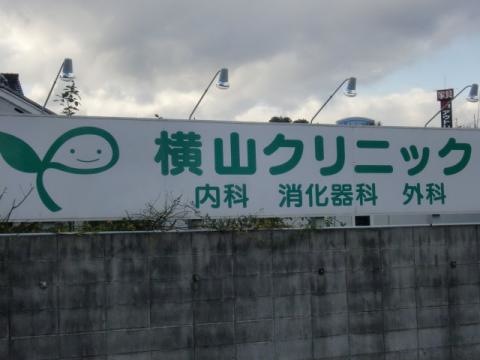 横山クリニック
内科 消化器科 外科